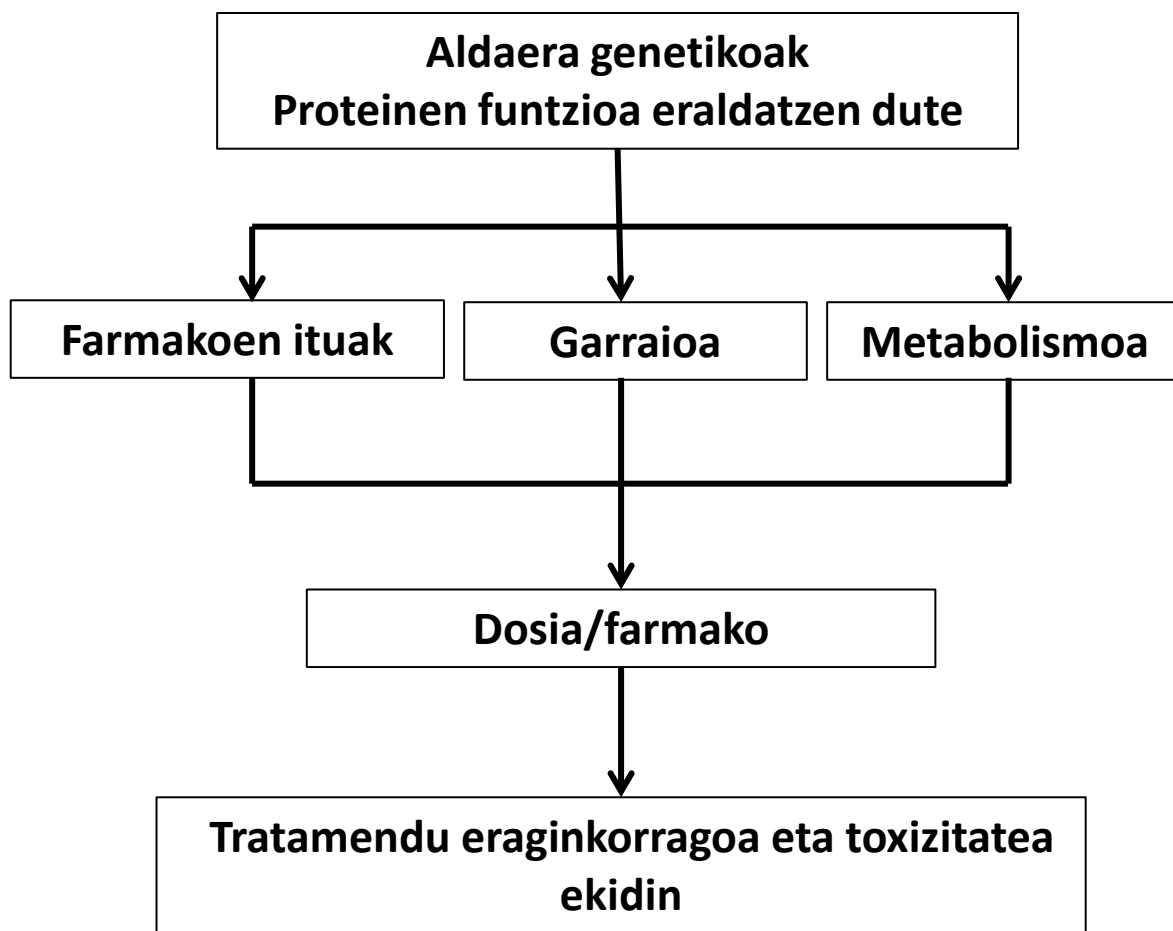 Aldaera genetikoak
Proteinen funtzioa eraldatzen dute
Farmakoen ituak
Garraioa
Metabolismoa
Dosia/farmako
Tratamendu eraginkorragoa eta toxizitatea
ekidin